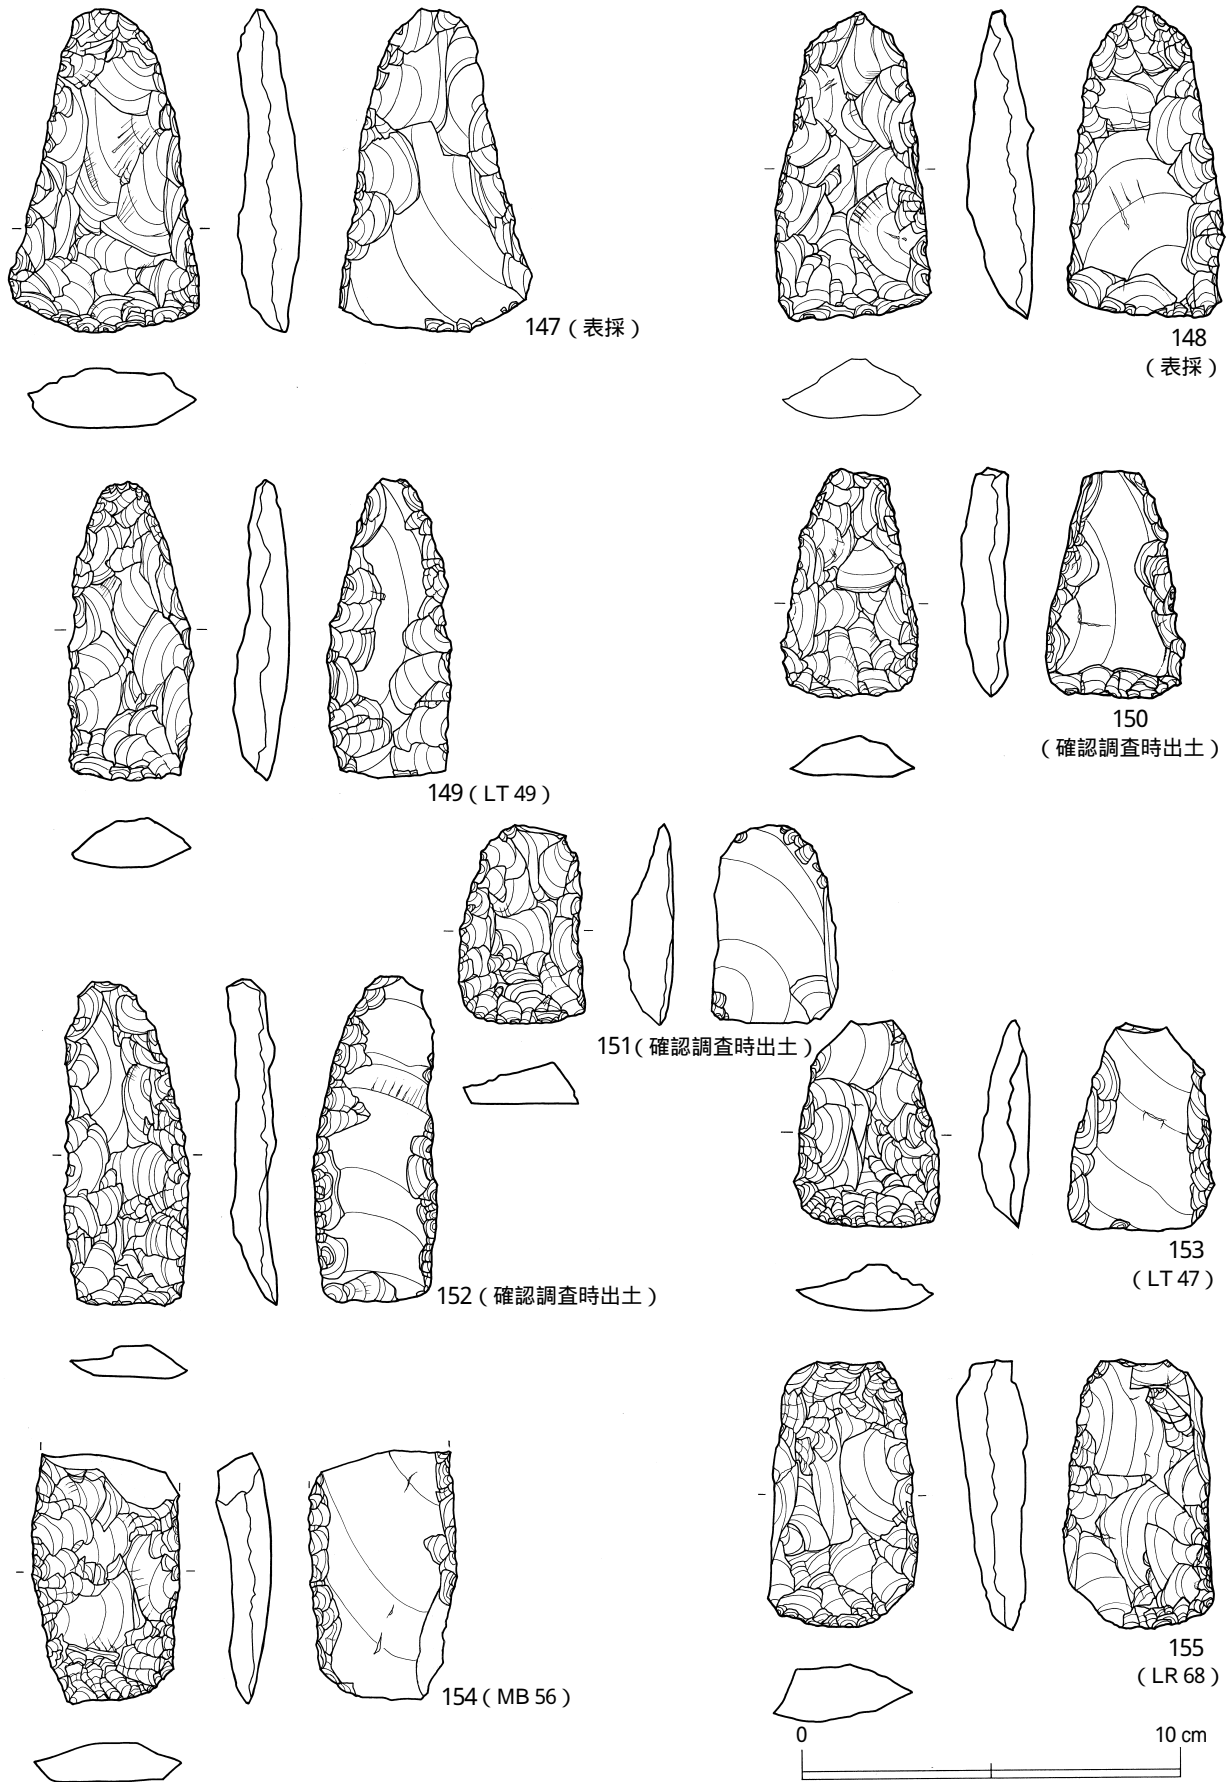 147（表採）
148
（表採）
149（LT 49）
150
（確認調査時出土）
151（確認調査時出土）
152（確認調査時出土）
153
（LT 47）
154（MB 56）
155
（LR 68）
0 10 cm